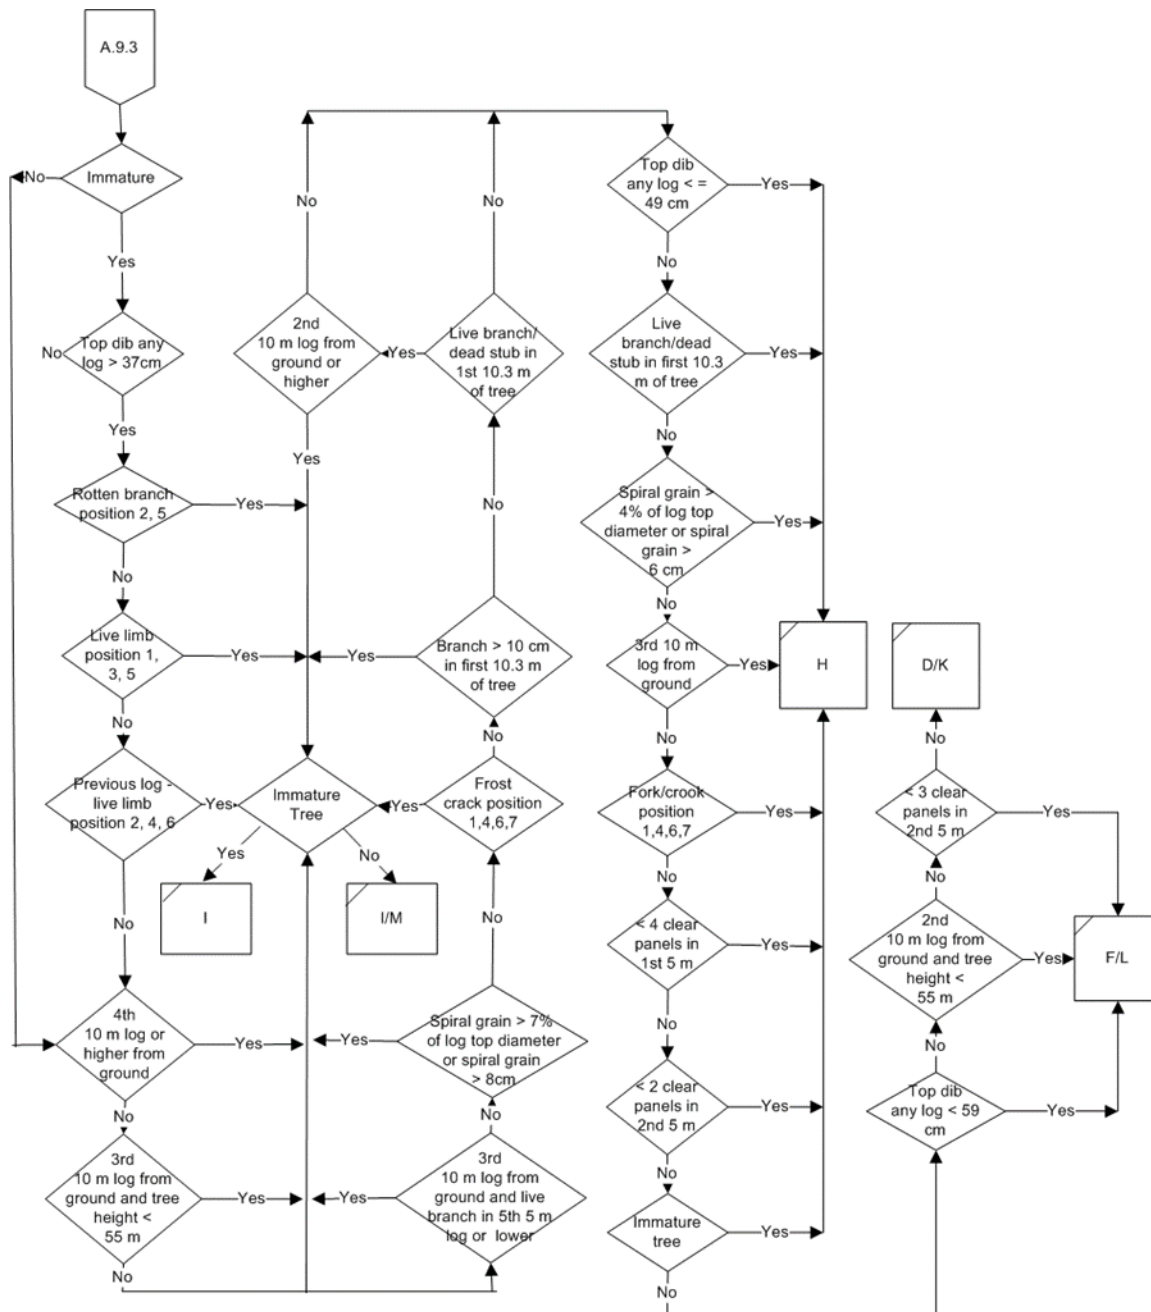 A.9.3
Immature
No
Yes
Top dib any
log > 37cm
No
Yes
Rotten branch
position 2, 5
Yes
No
Live limb
position 1,
3, 5
Yes
No
Previous log -
live limb
position 2, 4, 6
Yes
No
4th
10 m log or
higher from
ground
Yes
No
3rd
10 m log from
ground and tree
height <
55 m
Yes
No
3rd
10 m log from
ground and live
branch in 5th 5 m
log or lower
Yes
No
Spiral grain > 7%
of log top diameter
or spiral grain
> 8cm
Yes
No
Frost
crack position
1,4,6,7
Yes
No
Branch > 10 cm
in first 10.3 m
of tree
Yes
No
Live branch/
dead stub in
1st 10.3 m
of tree
Yes
No
2nd
10 m log from
ground or
higher
No
Yes
Immature
Tree
Yes
No
I
I/M
Top dib
any log < =
49 cm
Yes
No
Live
branch/dead
stub in first 10.3
m of tree
Yes
No
Spiral grain >
4% of log top
diameter or spiral
grain >
6 cm
Yes
No
3rd 10 m
log from
ground
Yes
No
Fork/crook
position
1,4,6,7
Yes
No
< 4 clear
panels in
1st 5 m
Yes
No
< 2 clear
panels in
2nd 5 m
Yes
No
Immature
tree
Yes
No
H
D/K
No
< 3 clear
panels in
2nd 5 m
Yes
No
2nd
10 m log from
ground and tree
height <
55 m
Yes
No
Top dib
any log < 59
cm
Yes
F/L